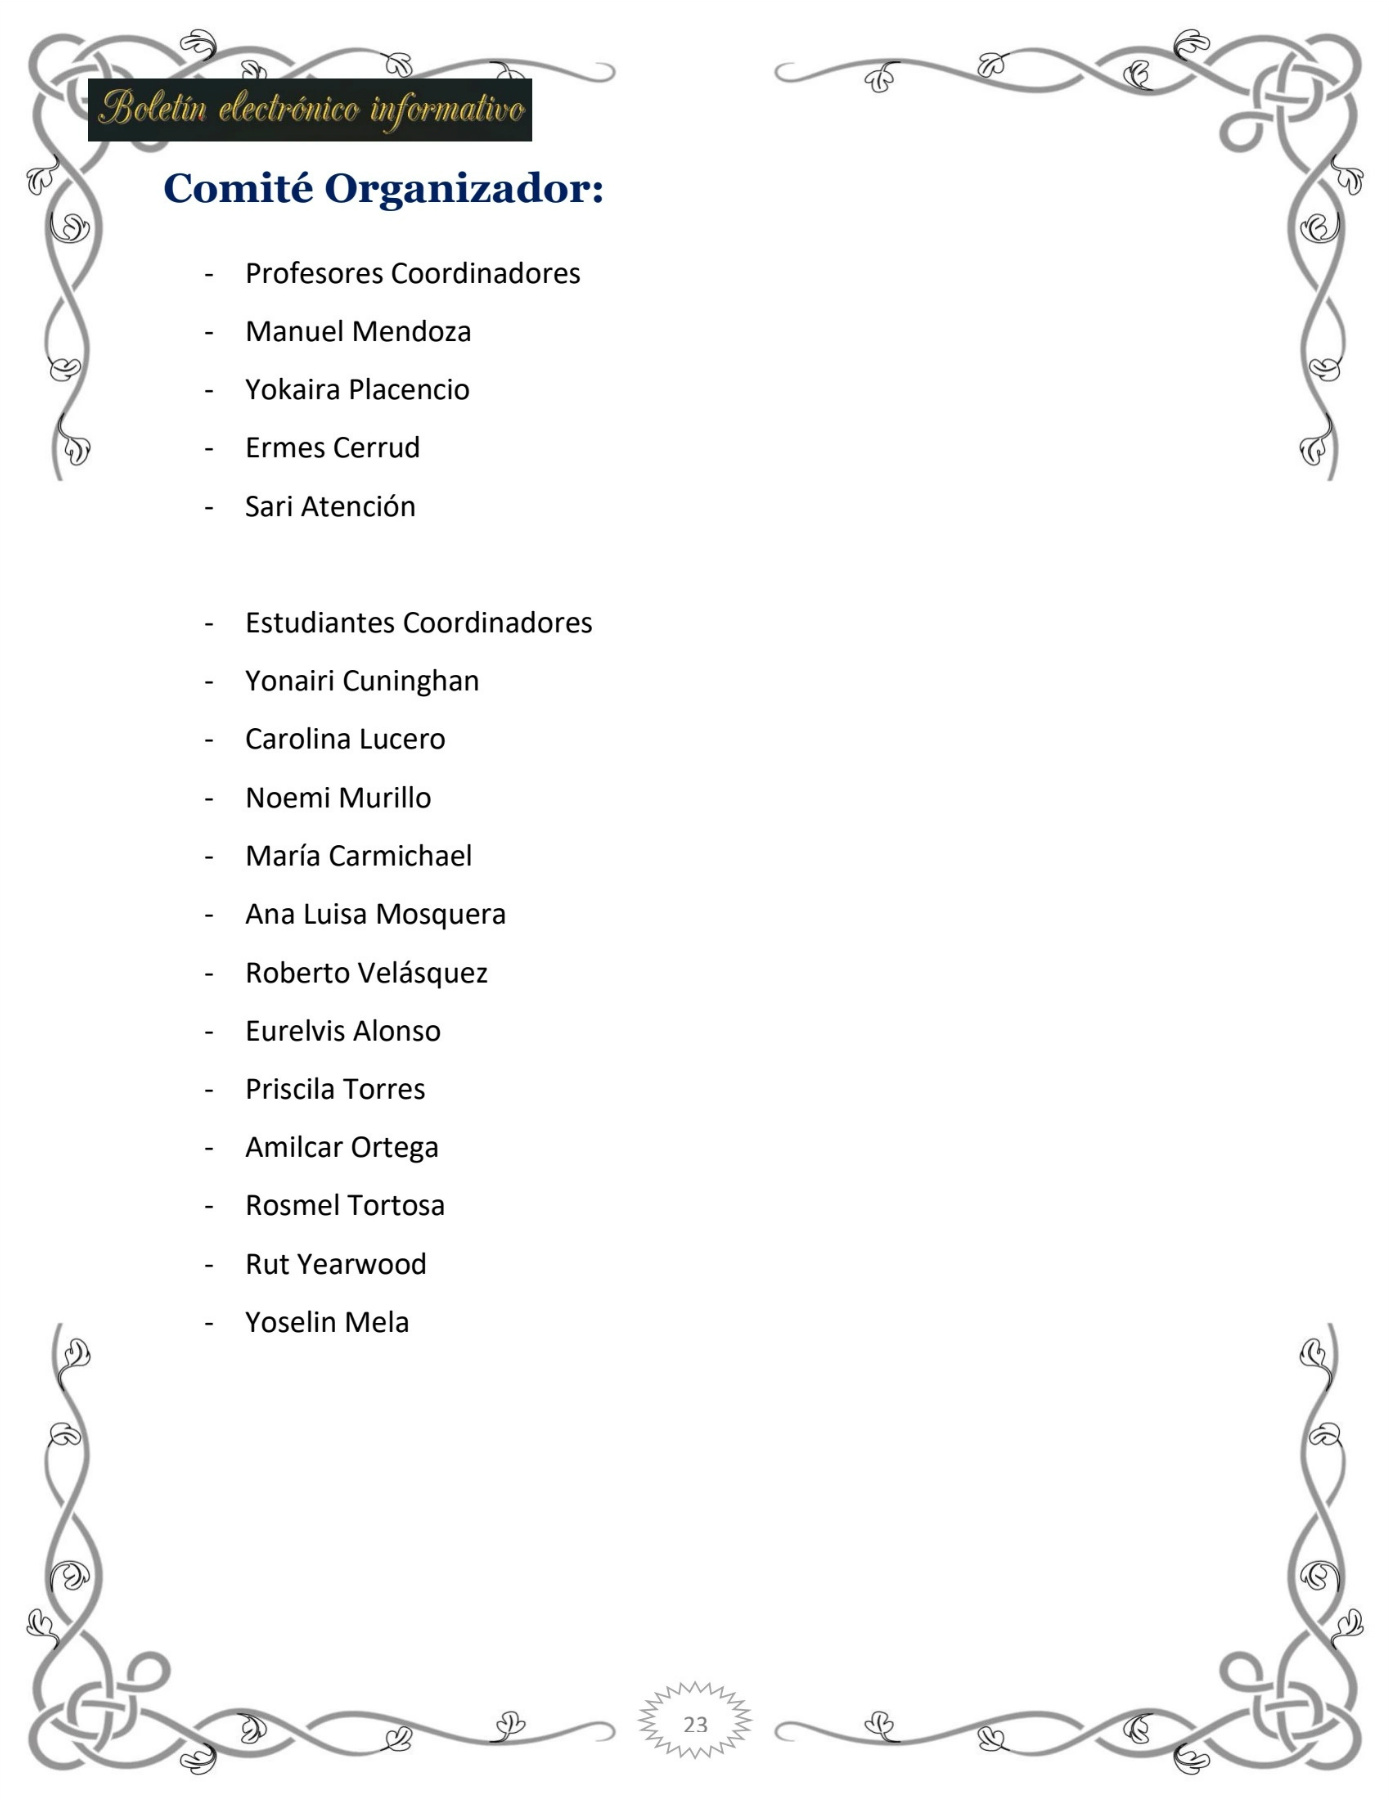 Boletín electrónico informativo
Comité Organizador:
- Profesores Coordinadores
- Manuel Mendoza
- Yokaira Placencio
- Ermes Cerrud
- Sari Atención
- Estudiantes Coordinadores
- Yonairi Cuninghan
- Carolina Lucero
- Noemi Murillo
- María Carmichael
- Ana Luisa Mosquera
- Roberto Velásquez
- Eurelvis Alonso
- Priscila Torres
- Amilcar Ortega
- Rosmel Tortosa
- Rut Yearwood
- Yoselin Mela
23